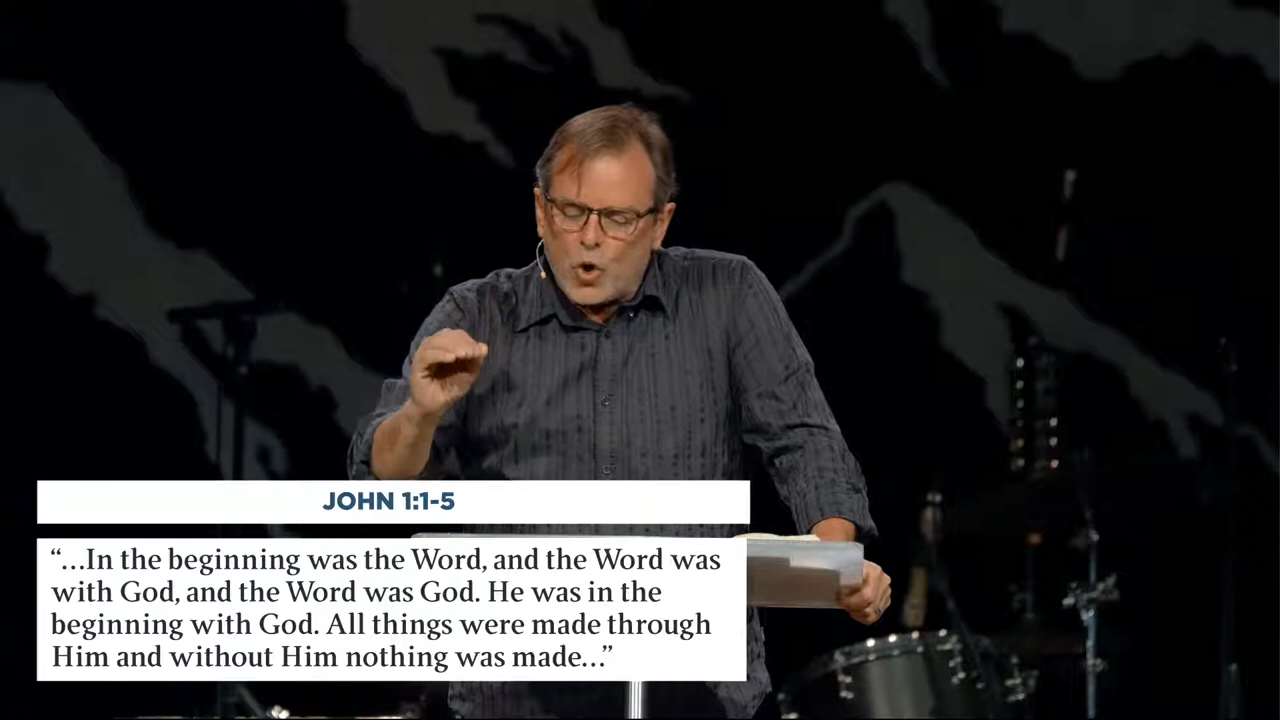 JOHN 1:1-5
“...In the beginning was the Word, and the Word was
with God, and the Word was God. He was in the
beginning with God. All things were made through
Him and without Him nothing was made...”